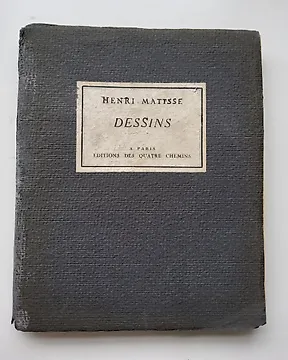 HENRI MATISSE
DESSINS
A PARIS
EDITIONS DES QUATRE CHEMINS